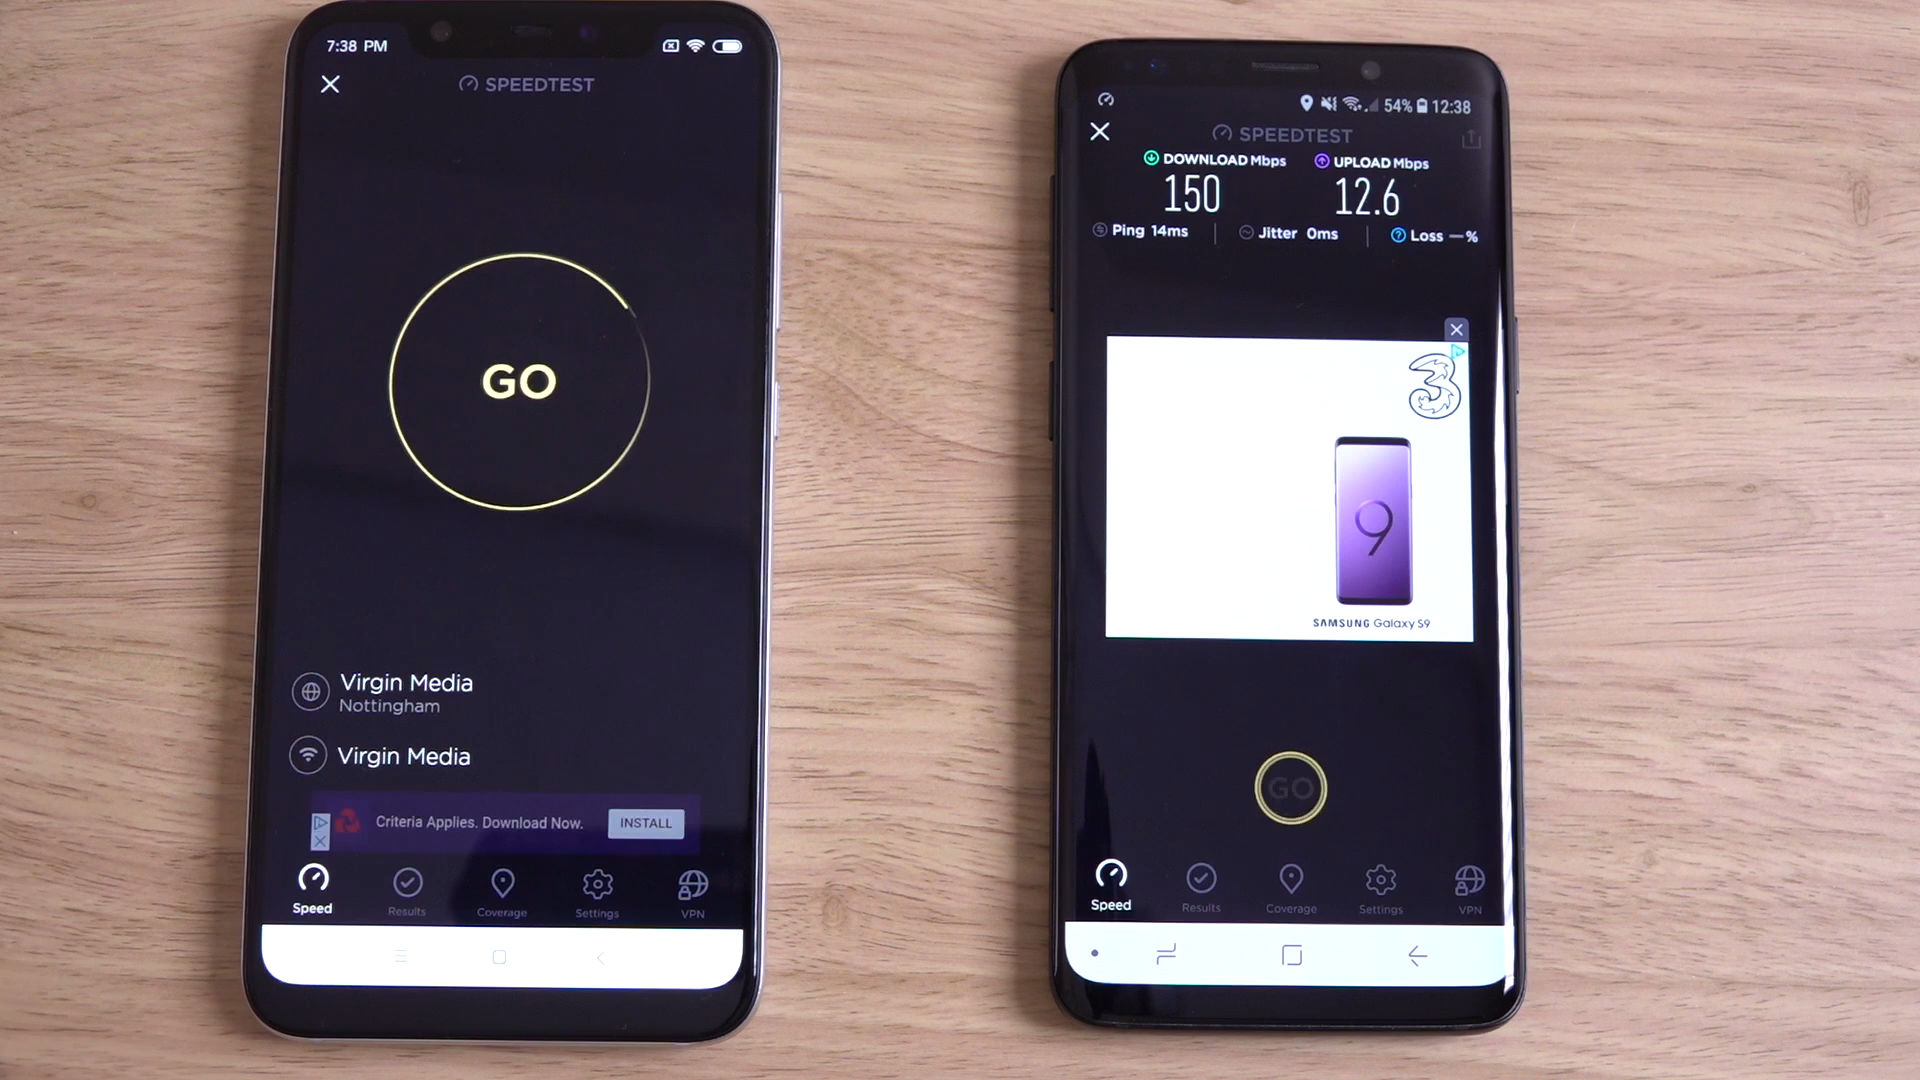 7:38 PM
SPEEDTEST
GO
Virgin Media
Nottingham
Virgin Media
Criteria Applies. Download Now.
INSTALL
Speed
Results
Coverage
Settings
VPN
54% 12:38
SPEEDTEST
DOWNLOAD Mbps
UPLOAD Mbps
150
12.6
Ping 14ms
Jitter 0ms
Loss — %
3
9
SAMSUNG Galaxy S9
GO
Speed
Results
Coverage
Settings
VPN